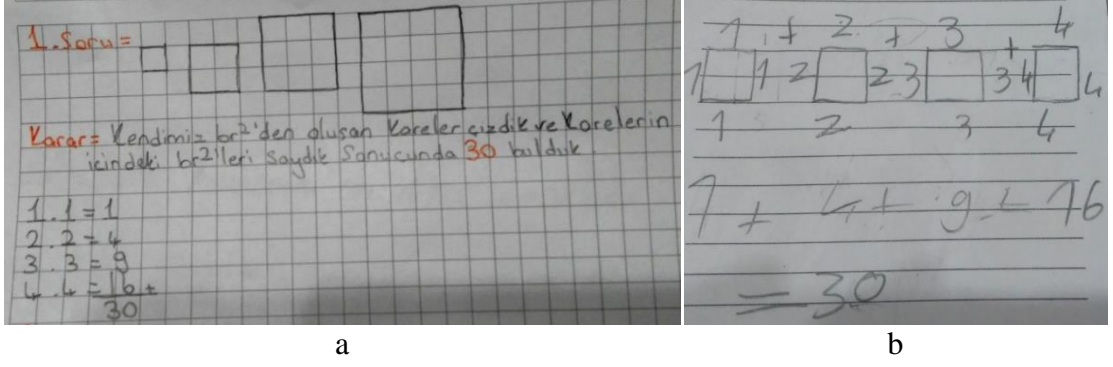 1.Soru=
Karar= Kendimiz br²'den oluşan Kareler çizdik ve Karelerin
içindeki br²'leri saydık Sonucunda 30 bulduk
1.1=1
2.2=4
3.3=9
4.4=16+
30
a
1 + 2 + 3 + 4
1 1 2 2 3 3 4 4
1 2 3 4
1 + 4 + 9 + 16
= 30
b